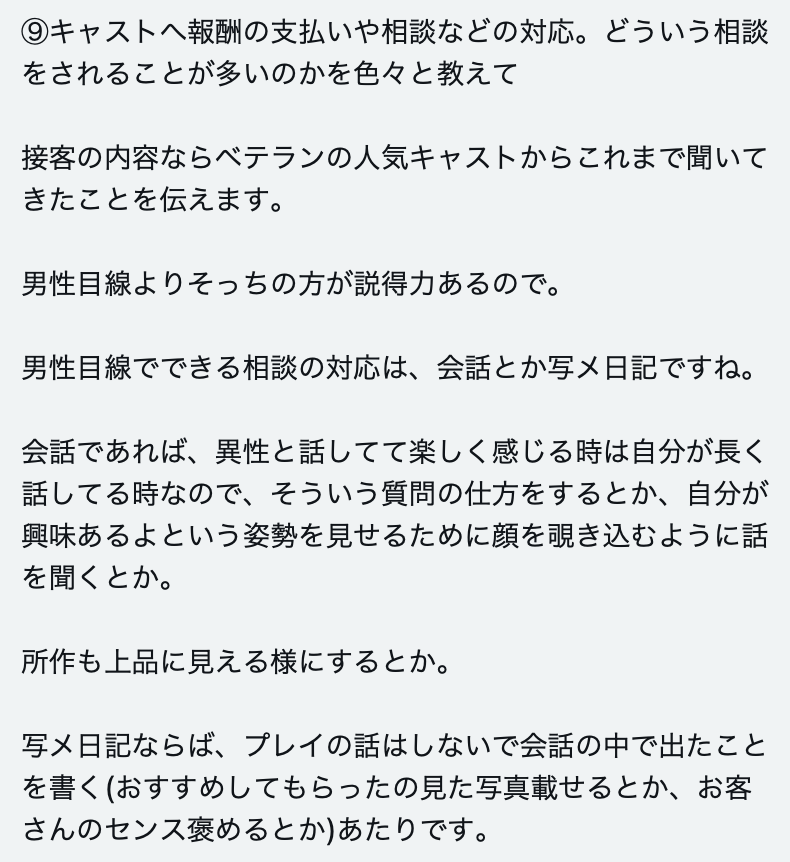 ⑨キャストへ報酬の支払いや相談などの対応。どういう相談
をされることが多いのかを色々と教えて
接客の内容ならベテランの人気キャストからこれまで聞いて
きたことを伝えます。
男性目線よりそっちの方が説得力あるので。
男性目線でできる相談の対応は、会話とか写メ日記ですね。
会話であれば、異性と話してて楽しく感じる時は自分が長く
話してる時なので、そういう質問の仕方をするとか、自分が
興味あるよという姿勢を見せるために顔を覗き込むように話
を聞くとか。
所作も上品に見える様にするとか。
写メ日記ならば、プレイの話はしないで会話の中で出たこと
を書く(おすすめしてもらったの見た写真載せるとか、お客
さんのセンス褒めるとか)あたりです。